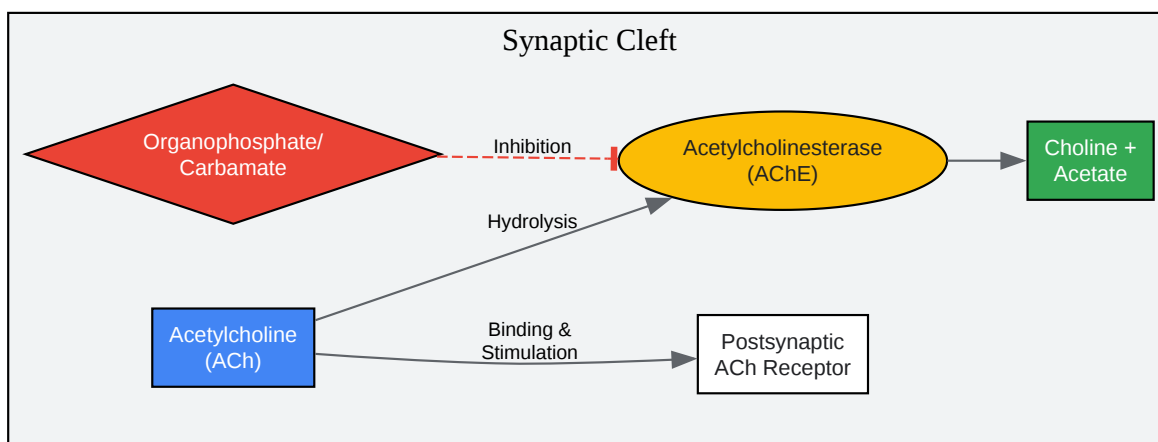 Synaptic Cleft
Organophosphate/
Carbamate
Inhibition
Acetylcholinesterase
(AChE)
Choline +
Acetate
Hydrolysis
Acetylcholine
(ACh)
Binding &
Stimulation
Postsynaptic
ACh Receptor